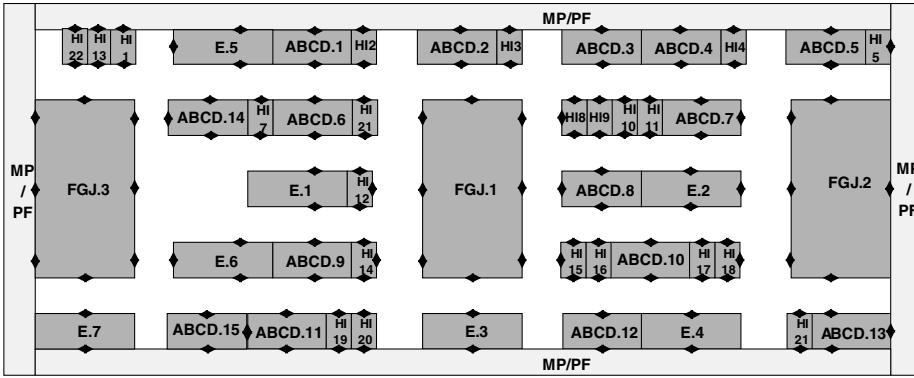 MP/PF
HI
22
HI
13
HI
1
E.5
ABCD.1
HI2
ABCD.2
HI3
ABCD.3
ABCD.4
HI4
ABCD.5
HI
5
ABCD.14
HI
7
ABCD.6
HI
21
HI8
HI9
HI
10
HI
11
ABCD.7
MP
/
PF
FGJ.3
E.1
HI
12
FGJ.1
ABCD.8
E.2
FGJ.2
MP
/
PF
E.6
ABCD.9
HI
14
HI
15
HI
16
ABCD.10
HI
17
HI
18
E.7
ABCD.15
ABCD.11
HI
19
HI
20
E.3
ABCD.12
E.4
HI
21
ABCD.13
MP/PF